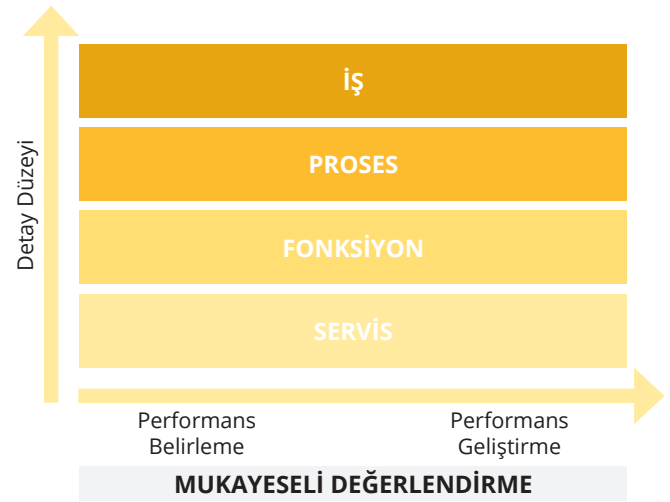 Detay Düzeyi
İŞ
PROSES
FONKSİYON
SERVİS
Performans
Belirleme
Performans
Geliştirme
MUKAYESELİ DEĞERLENDİRME